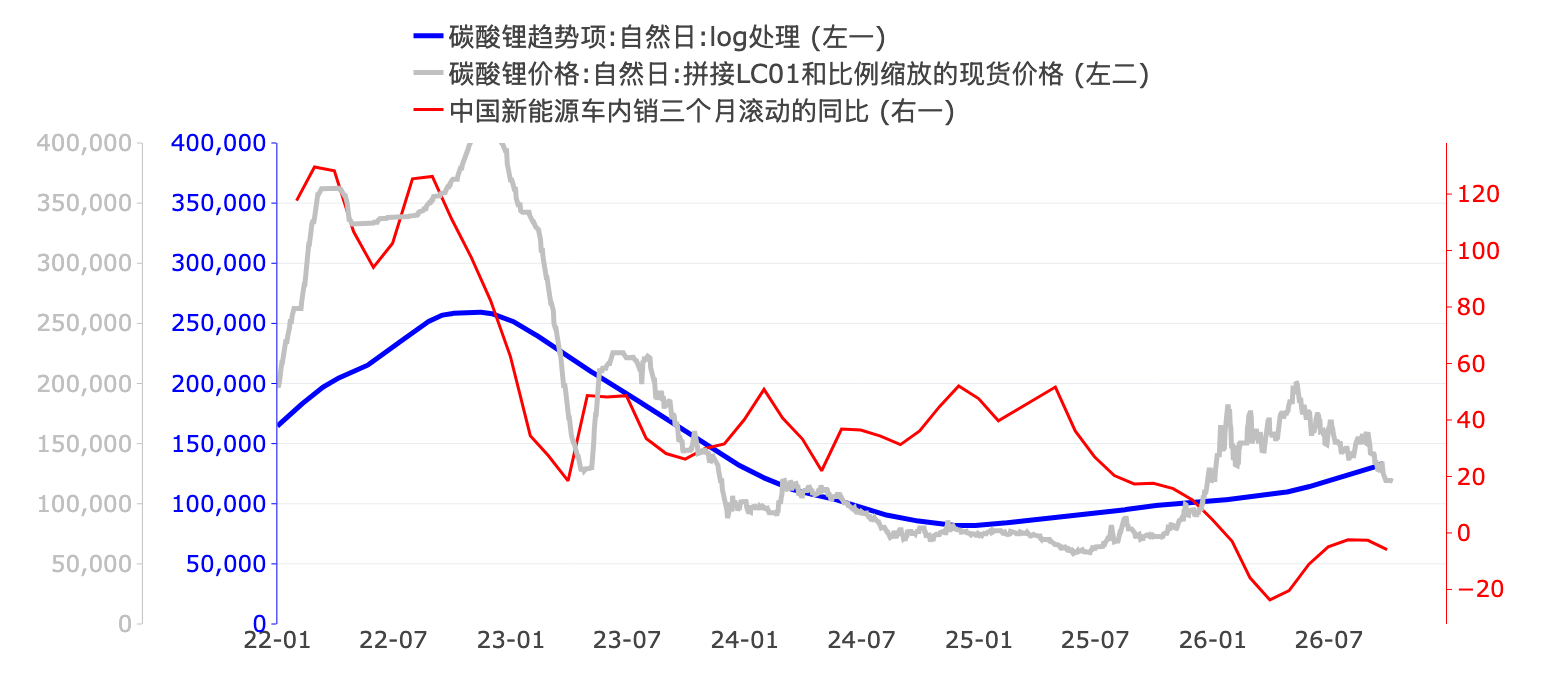 碳酸锂趋势项:自然日:log处理 (左一)
碳酸锂价格:自然日:拼接LC01和比例缩放的现货价格 (左二)
中国新能源车内销三个月滚动的同比 (右一)
400,000 400,000
350,000 350,000 120
300,000 300,000 100
250,000 250,000 80
200,000 200,000 60
150,000 150,000 40
100,000 100,000 20
50,000 50,000 0
0 0 −20
22-01 22-07 23-01 23-07 24-01 24-07 25-01 25-07 26-01 26-07